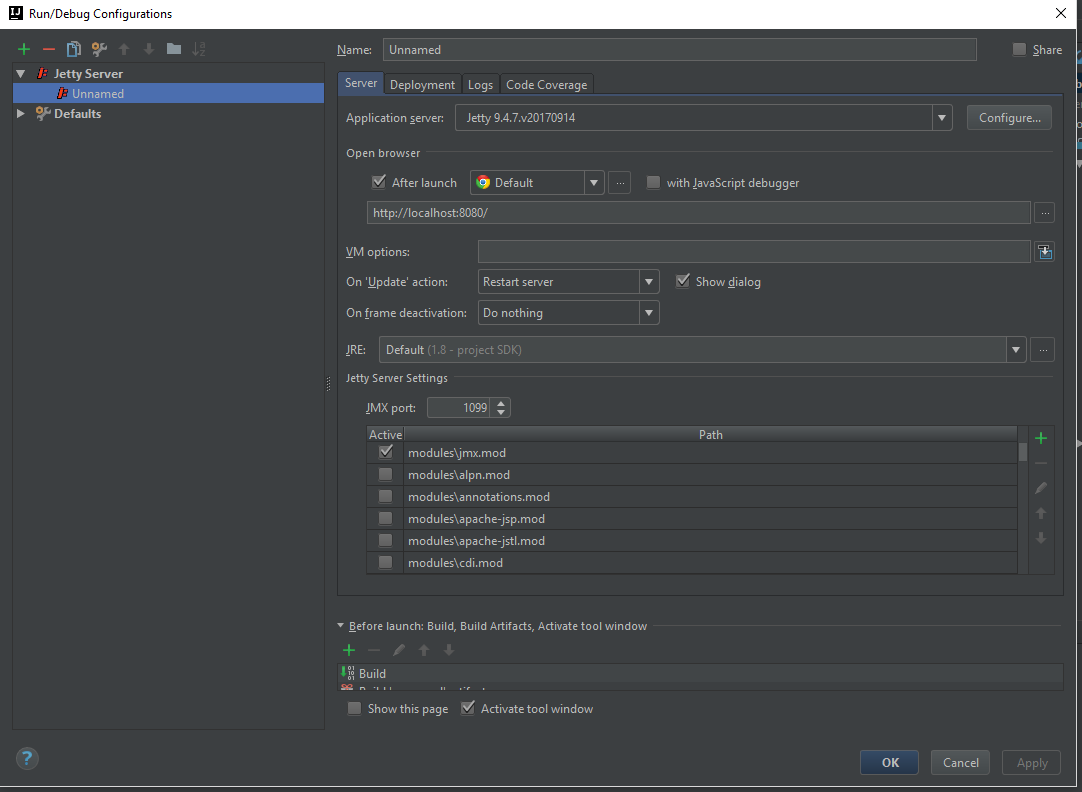 IJ Run/Debug Configurations
Name: Unnamed Share
Jetty Server
Unnamed
Defaults
Server Deployment Logs Code Coverage
Application server: Jetty 9.4.7.v20170914 Configure...
Open browser
After launch Default ... with JavaScript debugger
http://localhost:8080/ ...
VM options:
On 'Update' action: Restart server Show dialog
On frame deactivation: Do nothing
JRE: Default (1.8 - project SDK) ...
Jetty Server Settings
JMX port: 1099
Active Path
modules\jmx.mod
modules\alpn.mod
modules\annotations.mod
modules\apache-jsp.mod
modules\apache-jstl.mod
modules\cdi.mod
Before launch: Build, Build Artifacts, Activate tool window
Build
Show this page Activate tool window
? OK Cancel Apply